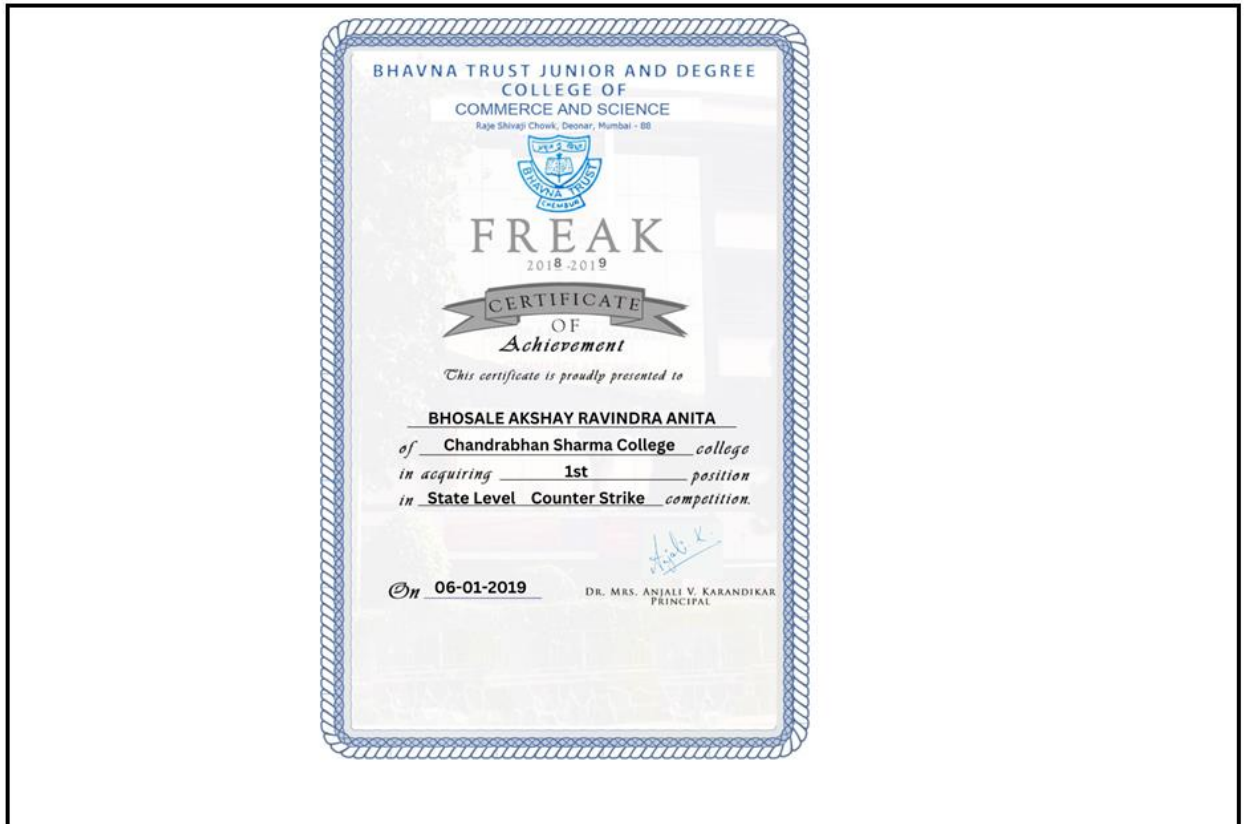 BHAVNA TRUST JUNIOR AND DEGREE
COLLEGE OF
COMMERCE AND SCIENCE
Raje Shivaji Chowk, Deonar, Mumbai - 88
BHAVNA TRUST
CHEMBUR
FREAK
2018-2019
CERTIFICATE
OF
Achievement
This certificate is proudly presented to
BHOSALE AKSHAY RAVINDRA ANITA
of Chandrabhan Sharma College college
in acquiring 1st position
in State Level Counter Strike competition.
Anjali K.
On 06-01-2019
DR. MRS. ANJALI V. KARANDIKAR
PRINCIPAL